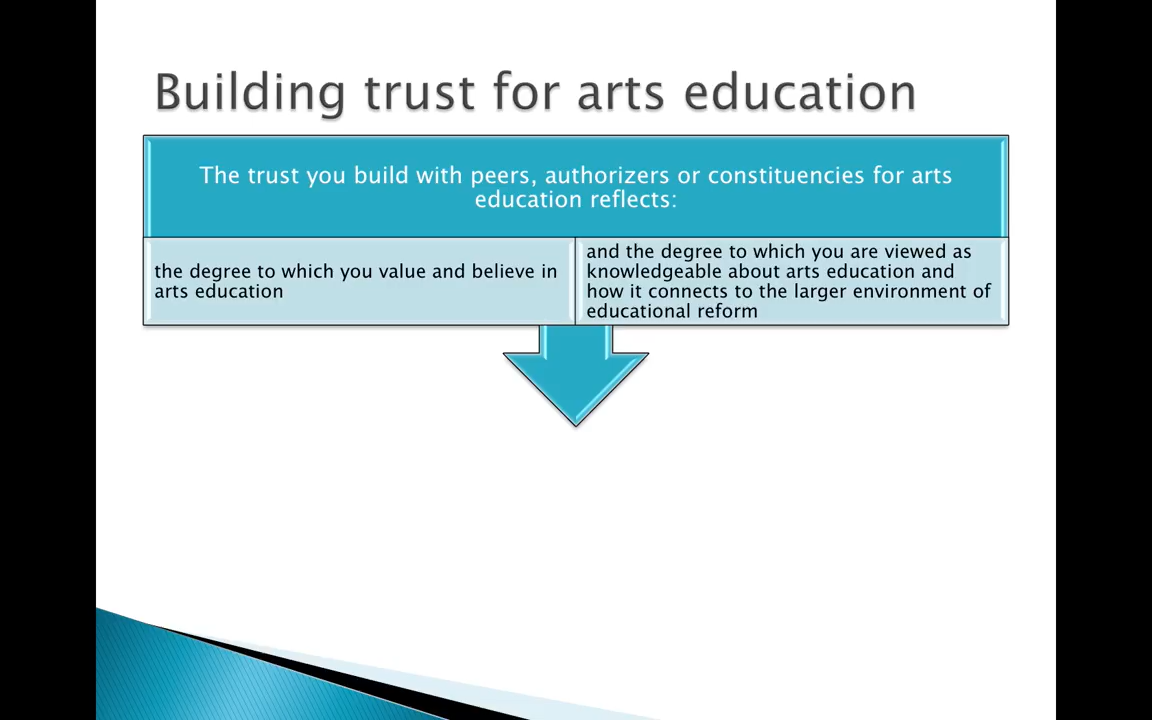 Building trust for arts education
The trust you build with peers, authorizers or constituencies for arts
education reflects:
the degree to which you value and believe in
arts education
and the degree to which you are viewed as
knowledgeable about arts education and
how it connects to the larger environment of
educational reform